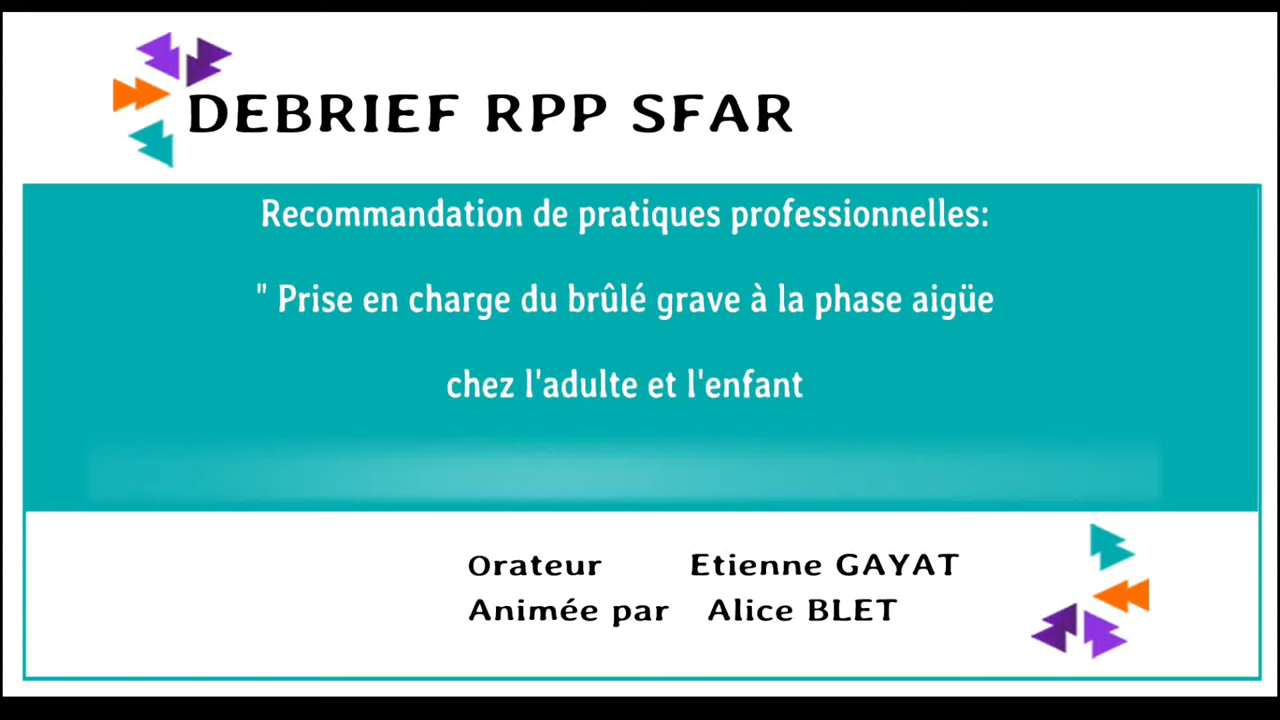 DEBRIEF RPP SFAR
Recommandation de pratiques professionnelles:
" Prise en charge du brûlé grave à la phase aigüe
chez l'adulte et l'enfant
Orateur Etienne GAYAT
Animée par Alice BLET